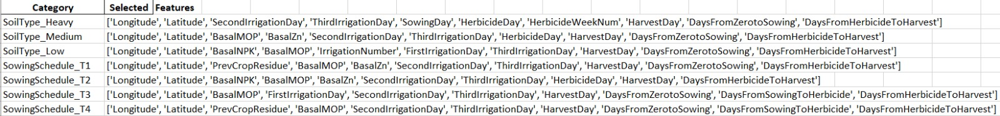 Category Selected Features
SoilType_Heavy ['Longitude', 'Latitude', 'SecondIrrigationDay', 'ThirdIrrigationDay', 'SowingDay', 'HerbicideDay', 'HerbicideWeekNum', 'HarvestDay', 'DaysFromZerotoSowing', 'DaysFromHerbicideToHarvest']
SoilType_Medium ['Longitude', 'Latitude', 'BasalMOP', 'BasalZn', 'SecondIrrigationDay', 'ThirdIrrigationDay', 'HerbicideDay', 'HarvestDay', 'DaysFromZerotoSowing', 'DaysFromHerbicideToHarvest']
SoilType_Low ['Longitude', 'Latitude', 'BasalNPK', 'BasalMOP', 'IrrigationNumber', 'FirstIrrigationDay', 'ThirdIrrigationDay', 'HarvestDay', 'DaysFromZerotoSowing', 'DaysFromHerbicideToHarvest']
SowingSchedule_T1 ['Longitude', 'Latitude', 'PrevCropResidue', 'BasalMOP', 'BasalZn', 'SecondIrrigationDay', 'ThirdIrrigationDay', 'HarvestDay', 'DaysFromZerotoSowing', 'DaysFromHerbicideToHarvest']
SowingSchedule_T2 ['Longitude', 'Latitude', 'BasalNPK', 'BasalMOP', 'BasalZn', 'SecondIrrigationDay', 'ThirdIrrigationDay', 'HerbicideDay', 'HarvestDay', 'DaysFromHerbicideToHarvest']
SowingSchedule_T3 ['Longitude', 'Latitude', 'BasalMOP', 'FirstIrrigationDay', 'SecondIrrigationDay', 'ThirdIrrigationDay', 'HarvestDay', 'DaysFromZerotoSowing', 'DaysFromSowingToHerbicide', 'DaysFromHerbicideToHarvest']
SowingSchedule_T4 ['Longitude', 'Latitude', 'PrevCropResidue', 'BasalMOP', 'SecondIrrigationDay', 'ThirdIrrigationDay', 'HarvestDay', 'DaysFromZerotoSowing', 'DaysFromSowingToHerbicide', 'DaysFromHerbicideToHarvest']